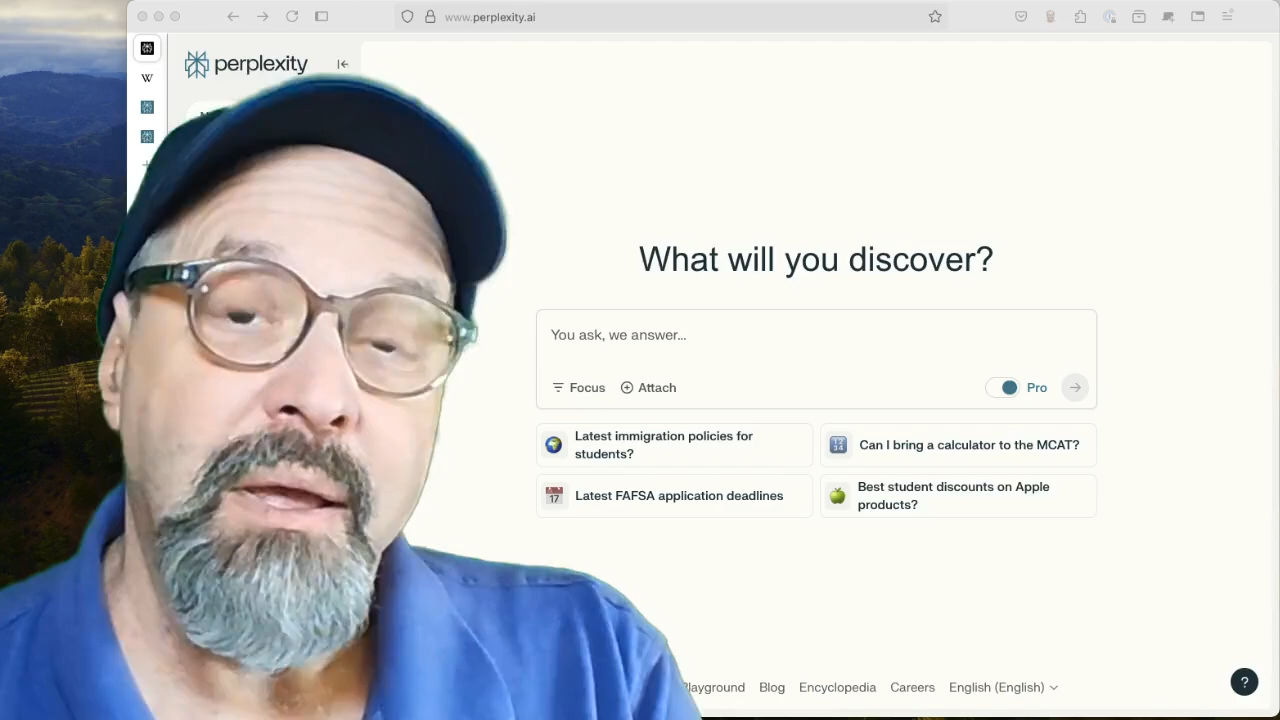 www.perplexity.ai
W
perplexity
What will you discover?
You ask, we answer...
Focus
Attach
Pro
Latest immigration policies for
students?
Can I bring a calculator to the MCAT?
17
Latest FAFSA application deadlines
Best student discounts on Apple
products?
Playground
Blog
Encyclopedia
Careers
English (English)
?